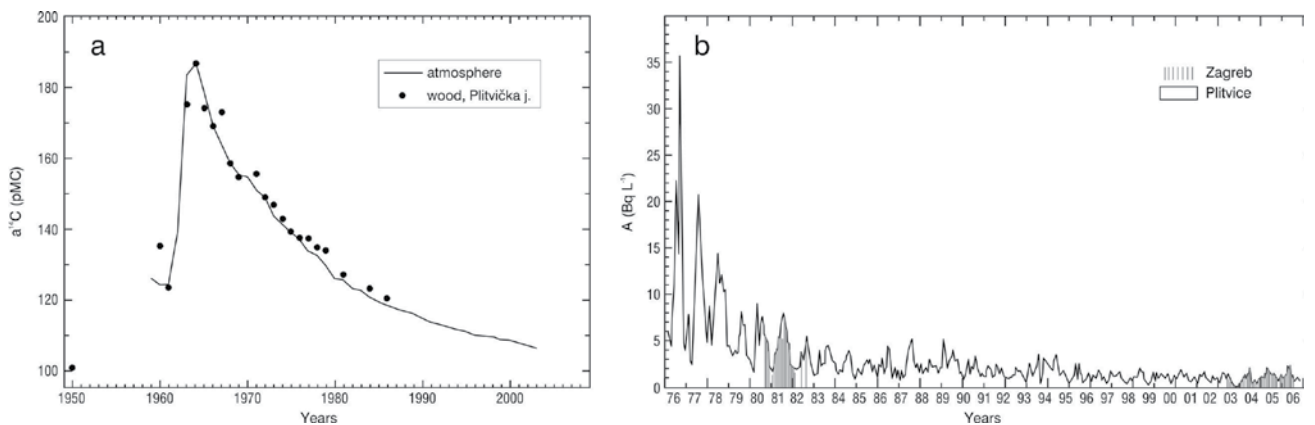 a
atmosphere
wood, Plitvička j.
200
180
160
140
120
100
a¹⁴C (pMC)
1950
1960
1970
1980
1990
2000
Years
b
Zagreb
Plitvice
35
30
25
20
15
10
5
0
A (Bq L⁻¹)
76 77 78 79 80 81 82 83 84 85 86 87 88 89 90 91 92 93 94 95 96 97 98 99 00 01 02 03 04 05 06
Years